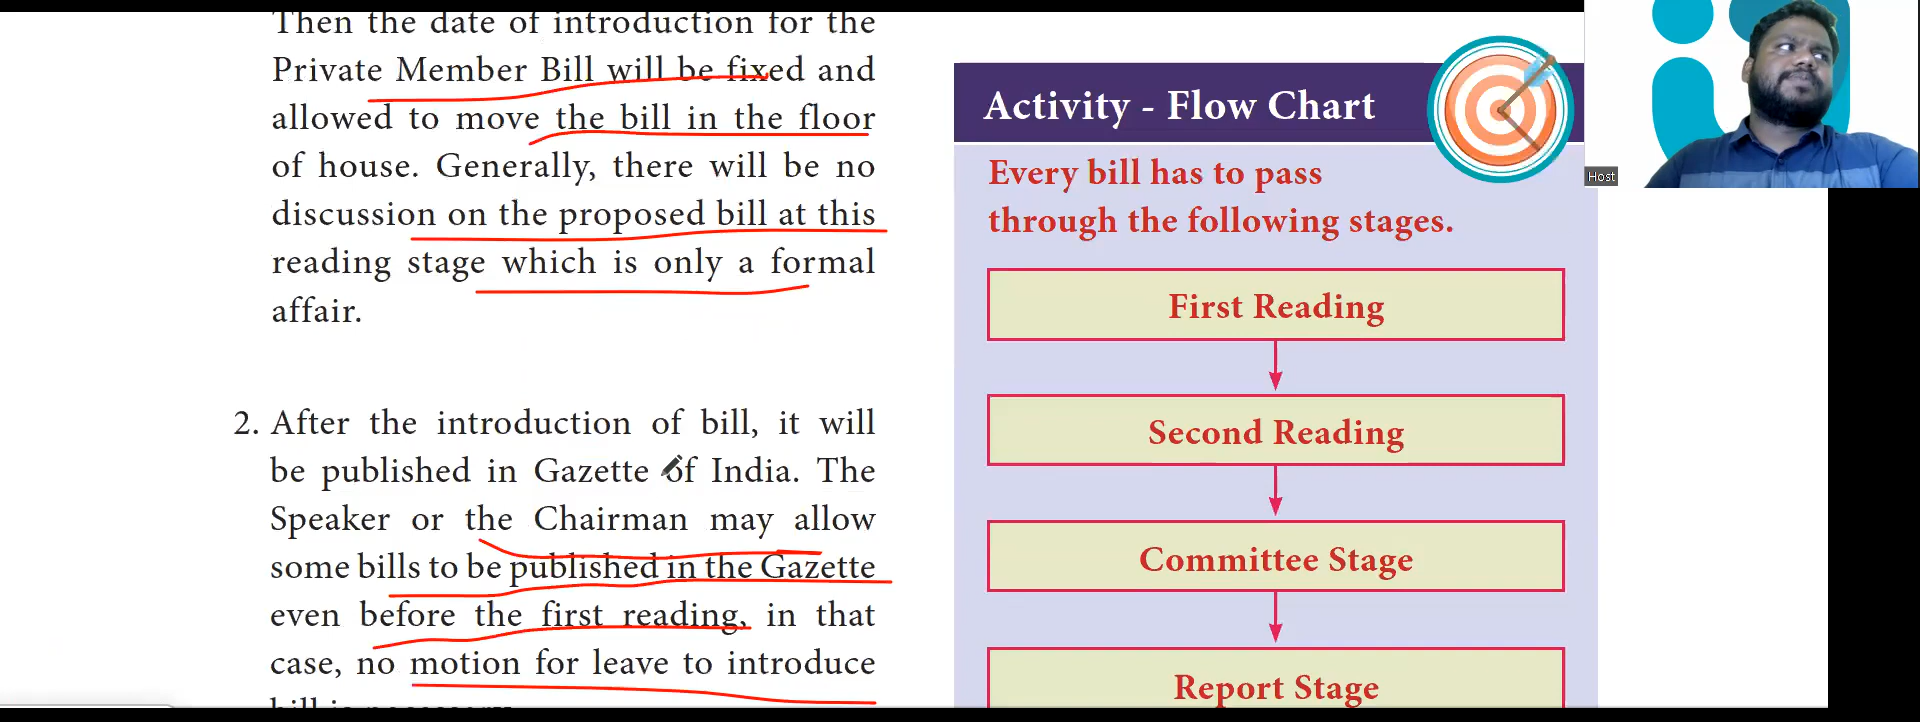 Then the date of introduction for the
Private Member Bill will be fixed and
allowed to move the bill in the floor
of house. Generally, there will be no
discussion on the proposed bill at this
reading stage which is only a formal
affair.
2. After the introduction of bill, it will
be published in Gazette of India. The
Speaker or the Chairman may allow
some bills to be published in the Gazette
even before the first reading, in that
case, no motion for leave to introduce
bill is necessary.
Activity - Flow Chart
Every bill has to pass
through the following stages.
First Reading
Second Reading
Committee Stage
Report Stage
Host